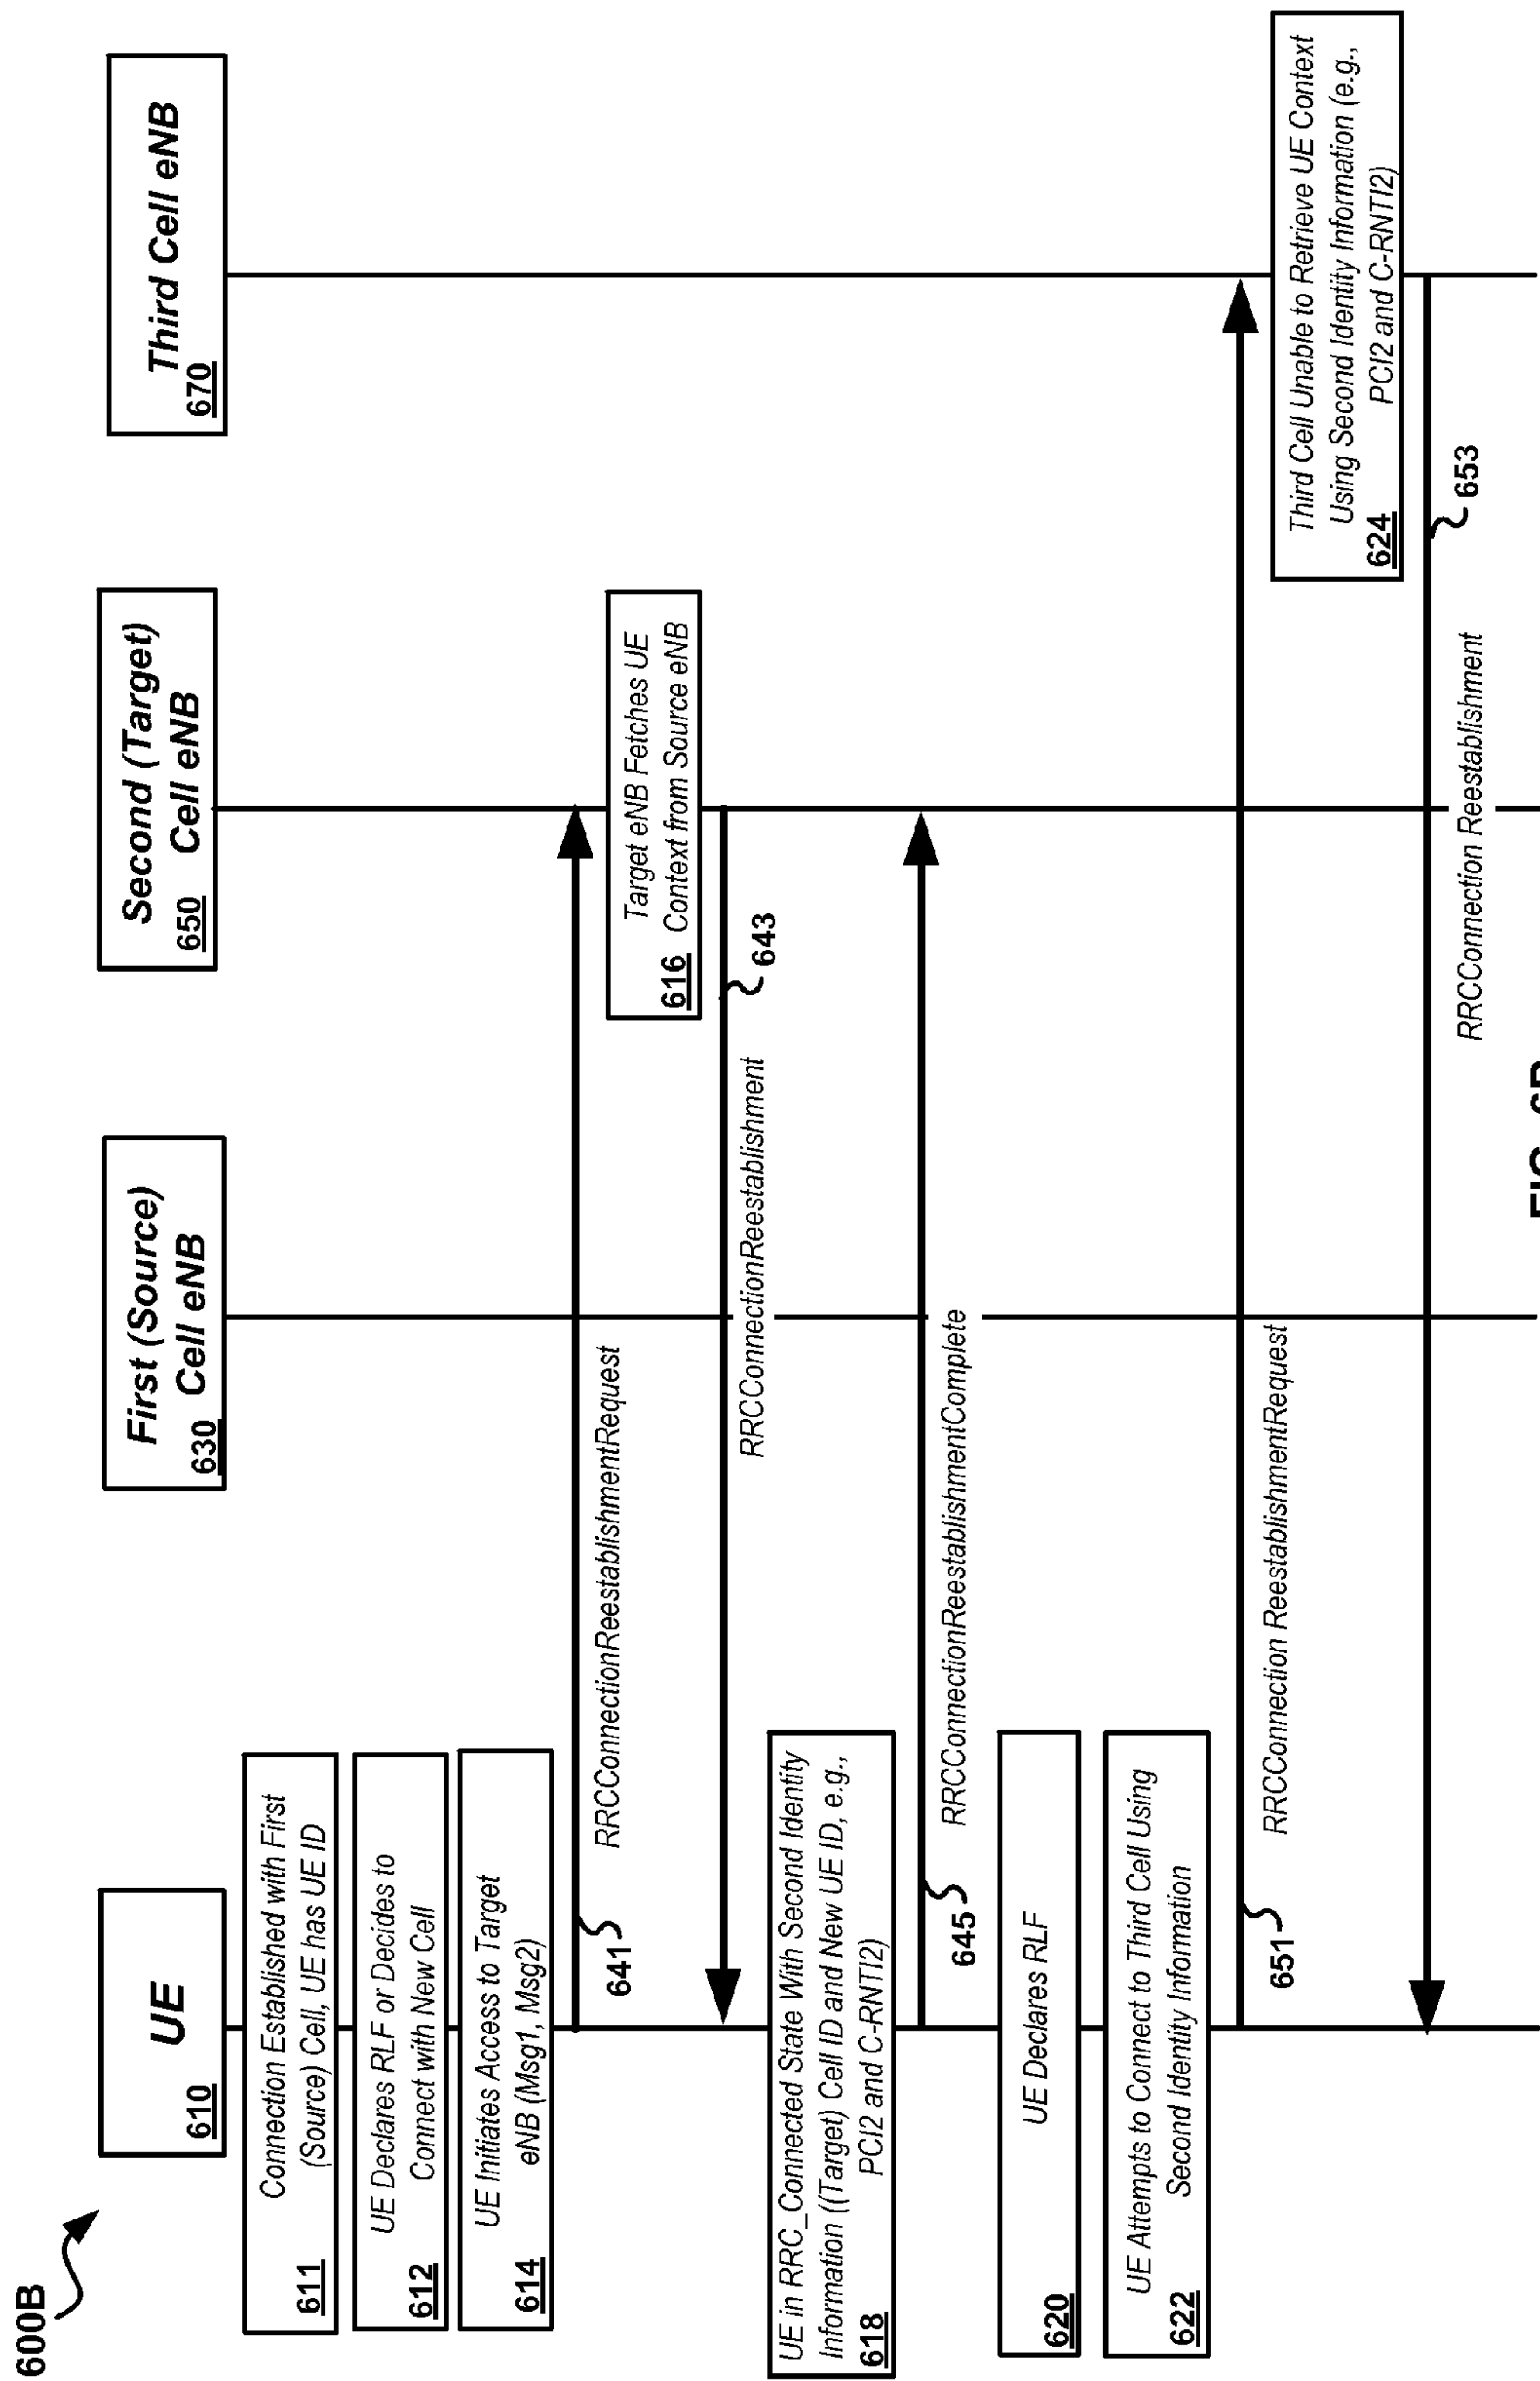 600B
UE
610
First (Source)
630 Cell eNB
Second (Target)
650 Cell eNB
Third Cell eNB
670
Connection Established with First
(Source) Cell, UE has UE ID
611
UE Declares RLF or Decides to
Connect with New Cell
612
UE Initiates Access to Target
eNB (Msg1, Msg2)
614
641
RRCConnectionReestablishmentRequest
Target eNB Fetches UE
616 Context from Source eNB
643
RRCConnectionReestablishment
UE in RRC_Connected State With Second Identity
Information ((Target) Cell ID and New UE ID, e.g.,
PCI2 and C-RNTI2)
618
645
RRCConnectionReestablishmentComplete
UE Declares RLF
620
UE Attempts to Connect to Third Cell Using
Second Identity Information
622
651
RRCConnection ReestablishmentRequest
Third Cell Unable to Retrieve UE Context
Using Second Identity Information (e.g.,
PCI2 and C-RNTI2)
624
653
RRCConnection Reestablishment